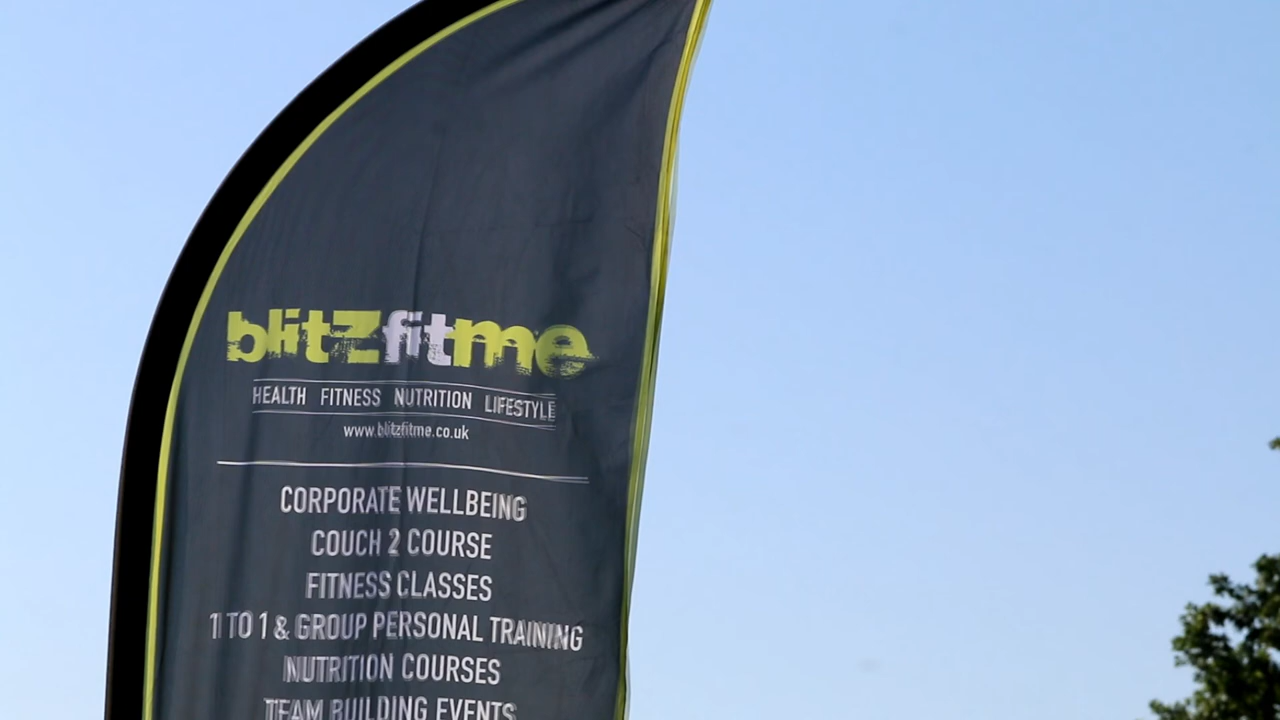 blitzfitme
HEALTH FITNESS NUTRITION LIFESTYLE
www.blitzfitme.co.uk
CORPORATE WELLBEING
COUCH 2 COURSE
FITNESS CLASSES
1 TO 1 & GROUP PERSONAL TRAINING
NUTRITION COURSES
TEAM BUILDING EVENTS